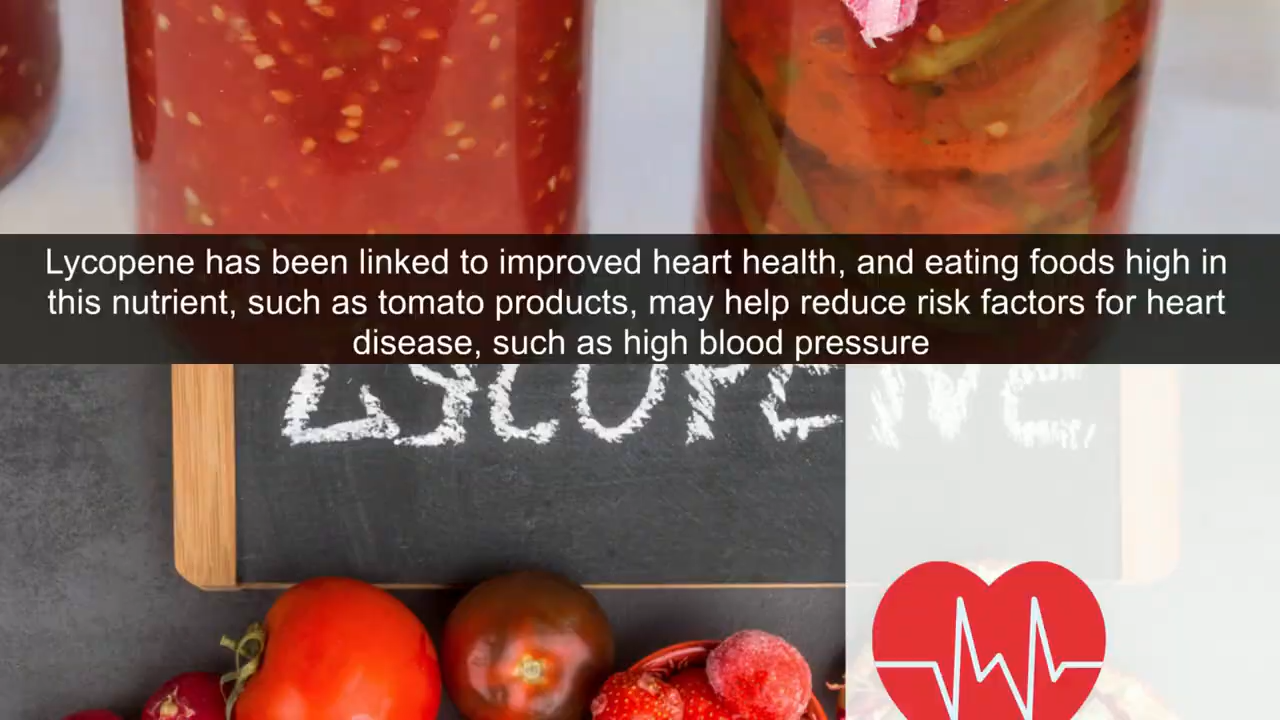 Lycopene has been linked to improved heart health, and eating foods high in
this nutrient, such as tomato products, may help reduce risk factors for heart
disease, such as high blood pressure
LYCOPENE